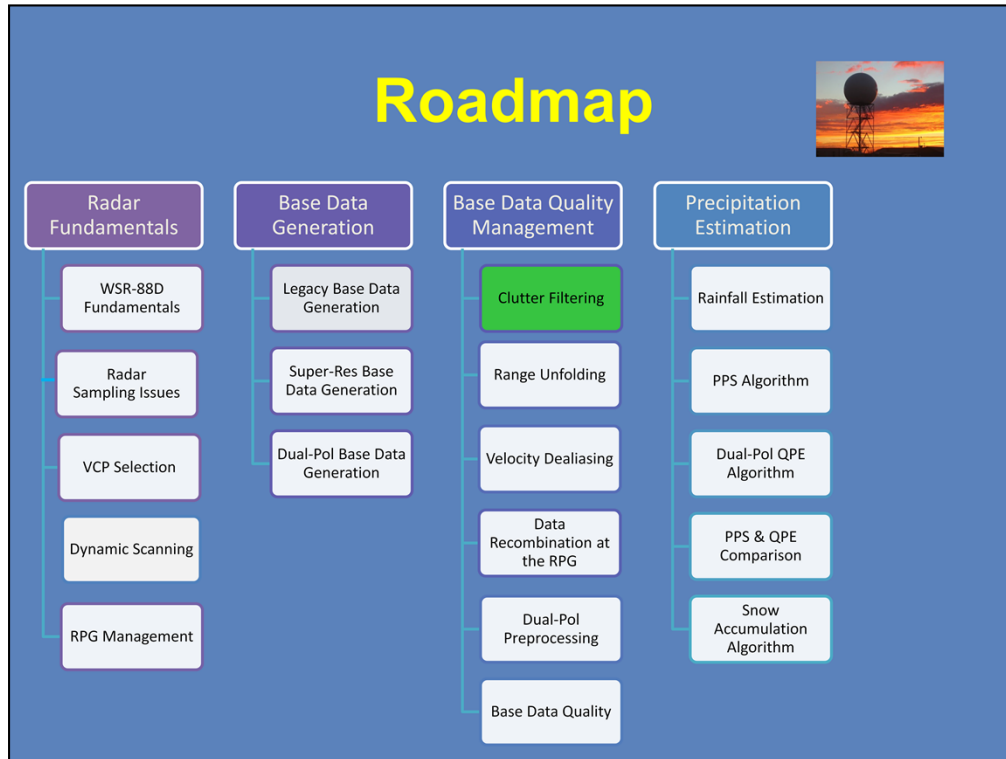 Roadmap
Radar
Fundamentals
WSR-88D
Fundamentals
Radar
Sampling Issues
VCP Selection
Dynamic Scanning
RPG Management
Base Data
Generation
Legacy Base Data
Generation
Super-Res Base
Data Generation
Dual-Pol Base Data
Generation
Base Data Quality
Management
Clutter Filtering
Range Unfolding
Velocity Dealiasing
Data
Recombination at
the RPG
Dual-Pol
Preprocessing
Base Data Quality
Precipitation
Estimation
Rainfall Estimation
PPS Algorithm
Dual-Pol QPE
Algorithm
PPS & QPE
Comparison
Snow
Accumulation
Algorithm